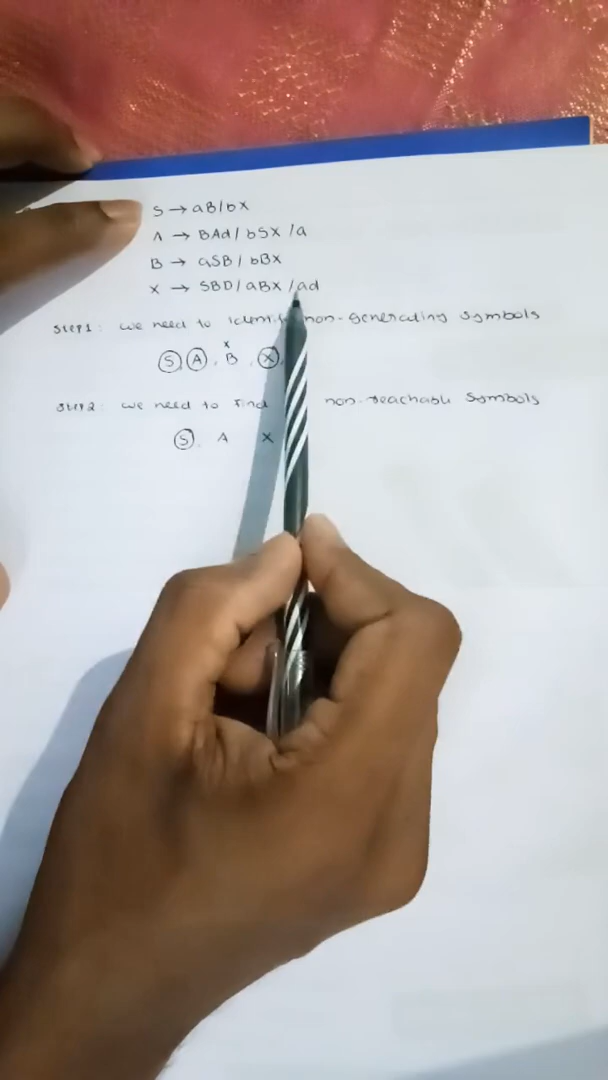 S → aB/bX
A → BAd/bSX/a
B → aSB/bBX
X → SBD/aBX/ad
Step1: we need to identify non-generating symbols
x
S, A, B, X
Step2: we need to find non-reachable Symbols
S, A X